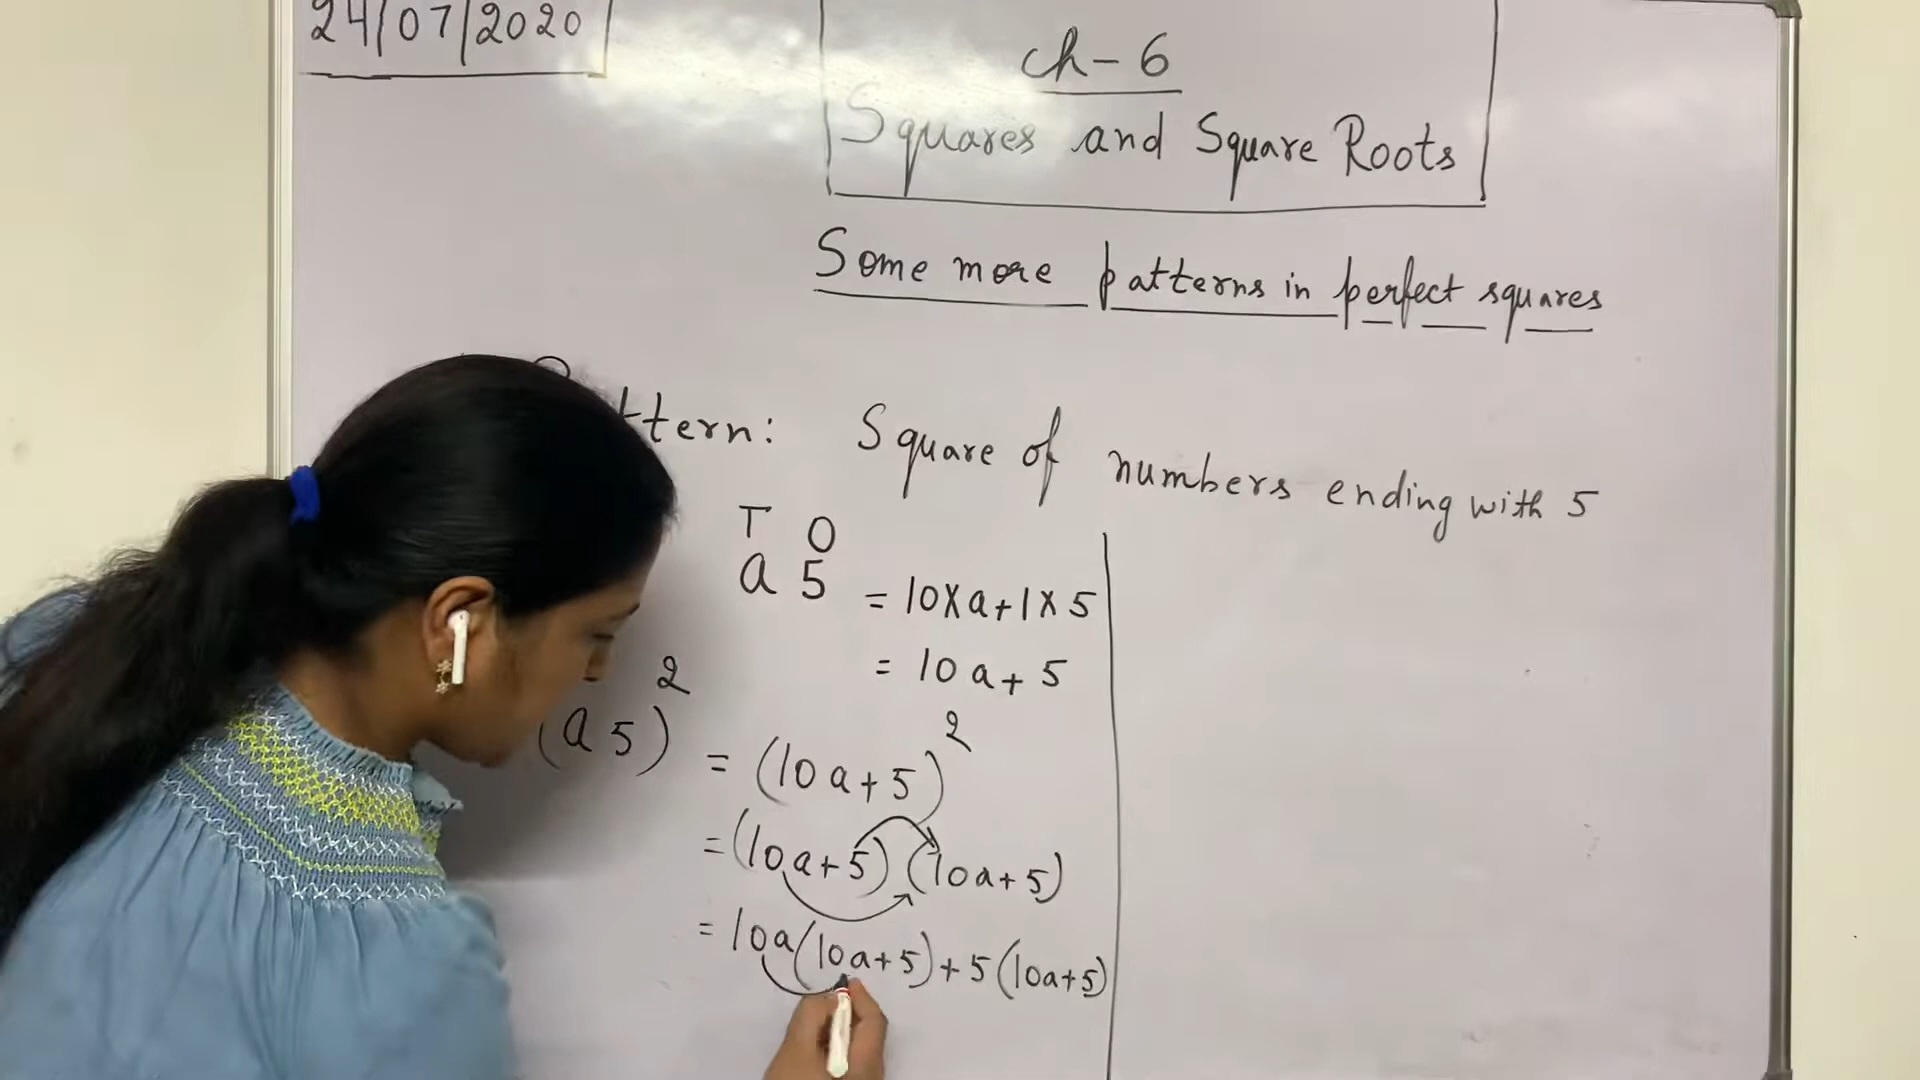 24/07/2020
Ch-6
Squares and Square Roots
Some more patterns in perfect squares
Square of numbers ending with 5
T O
a 5 = 10×a+1×5
= 10a+5
(a5)² = (10a+5)²
=(10a+5)(10a+5)
=10a(10a+5)+5(10a+5)